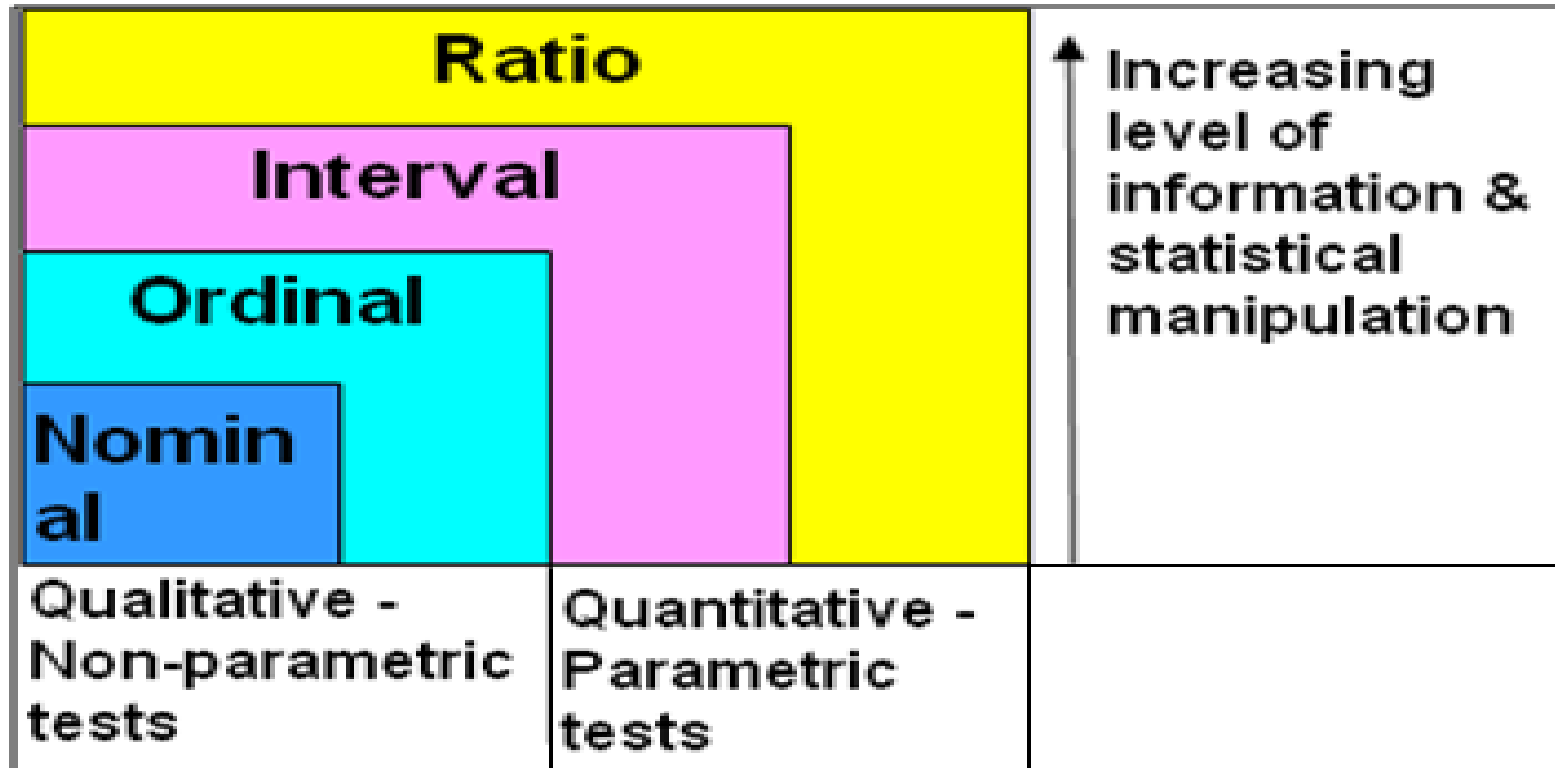 Ratio
Interval
Ordinal
Nomin
al
Increasing
level of
information &
statistical
manipulation
Qualitative -
Non-parametric
tests
Quantitative -
Parametric
tests